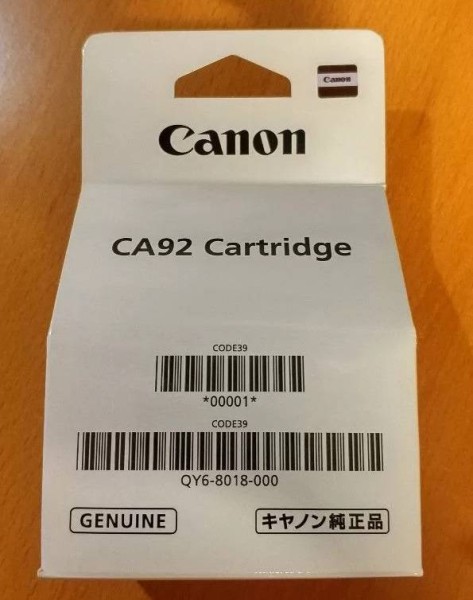 Canon
Canon
CA92 Cartridge
CODE39
*00001*
CODE39
QY6-8018-000
GENUINE
キヤノン純正品